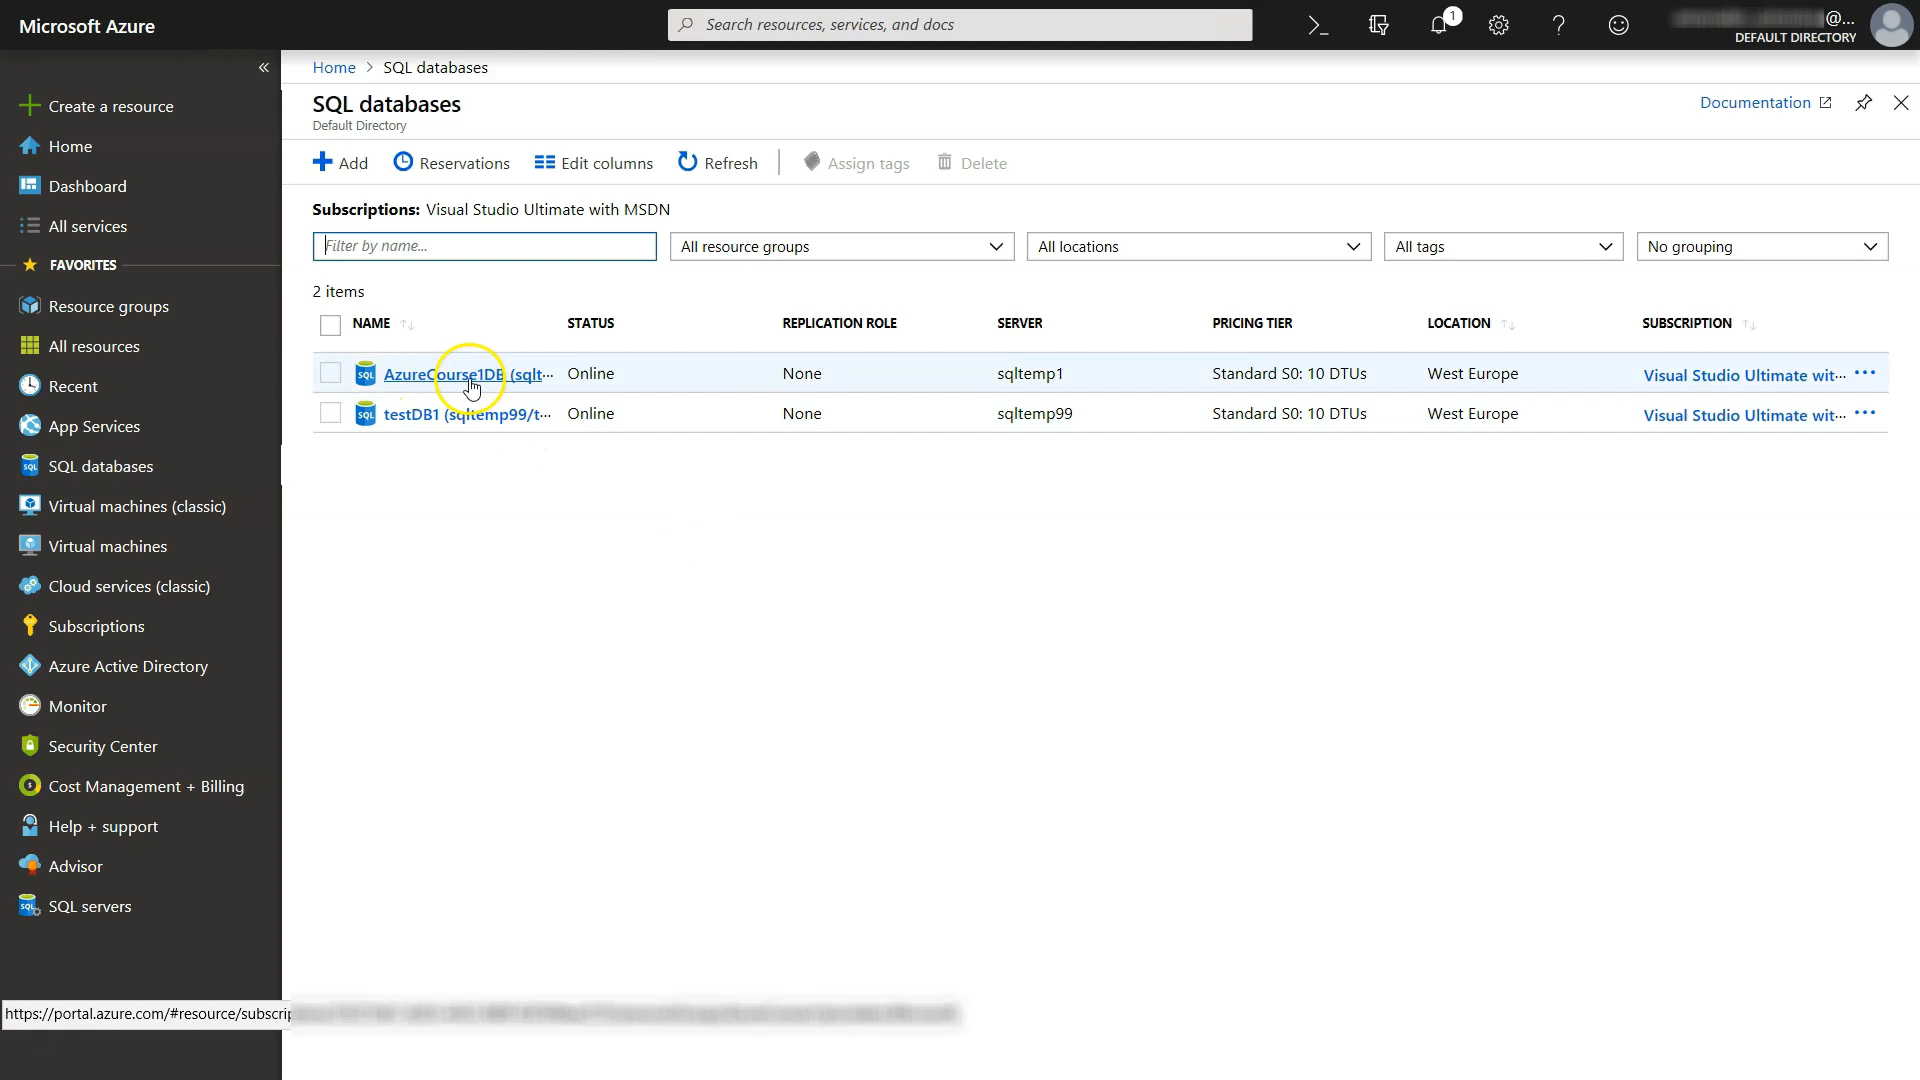 Microsoft Azure
Search resources, services, and docs
1
@...
DEFAULT DIRECTORY
«
Home > SQL databases
SQL databases
Default Directory
Documentation
Create a resource
Home
Dashboard
All services
FAVORITES
Resource groups
All resources
Recent
App Services
SQL databases
Virtual machines (classic)
Virtual machines
Cloud services (classic)
Subscriptions
Azure Active Directory
Monitor
Security Center
Cost Management + Billing
Help + support
Advisor
SQL servers
Add Reservations Edit columns Refresh Assign tags Delete
Subscriptions: Visual Studio Ultimate with MSDN
Filter by name... All resource groups All locations All tags No grouping
2 items
NAME STATUS REPLICATION ROLE SERVER PRICING TIER LOCATION SUBSCRIPTION
SQL AzureCourse1DB (sqlt... Online None sqltemp1 Standard S0: 10 DTUs West Europe Visual Studio Ultimate wit... ...
SQL testDB1 (sqltemp99/t... Online None sqltemp99 Standard S0: 10 DTUs West Europe Visual Studio Ultimate wit... ...
https://portal.azure.com/#resource/subscrip